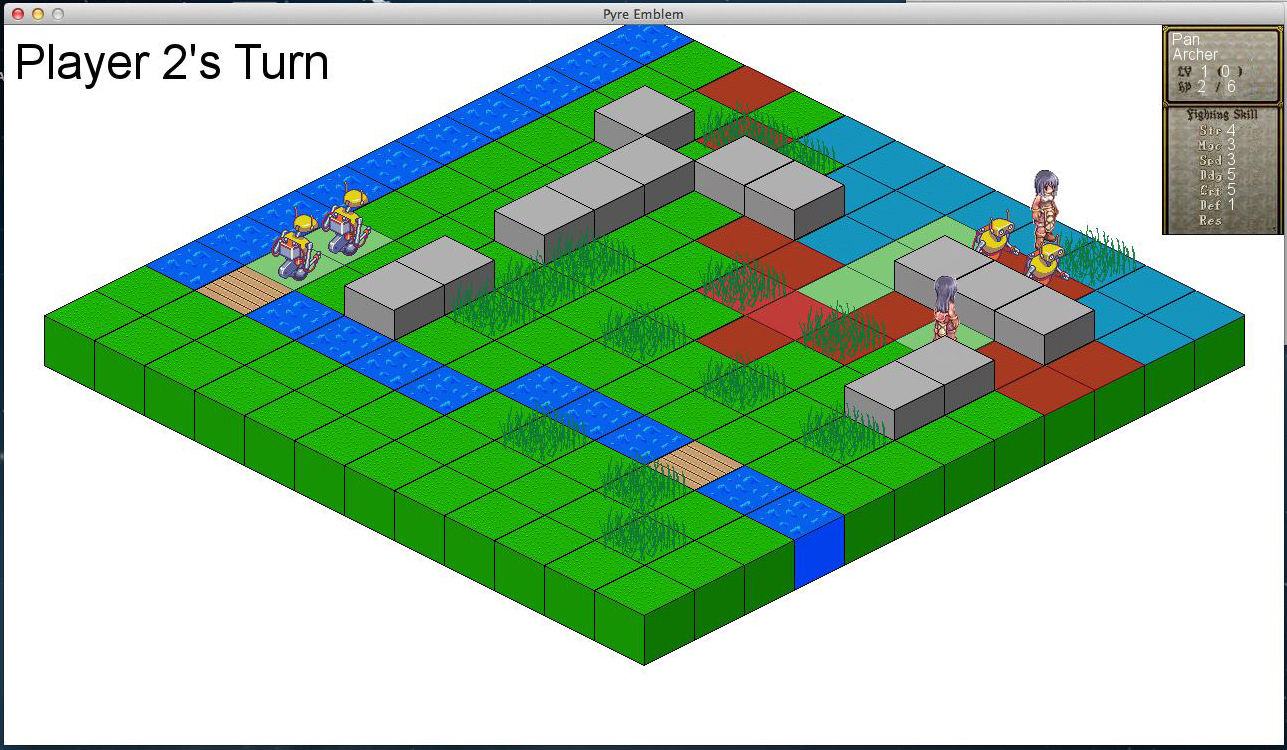 Pyre Emblem
Player 2's Turn
Pan
Archer
LV 1 (0 )
HP 2 / 6
Fighting Skill
Str 4
Mag 3
Spd 3
Ddg 5
Crt 5
Def 1
Res